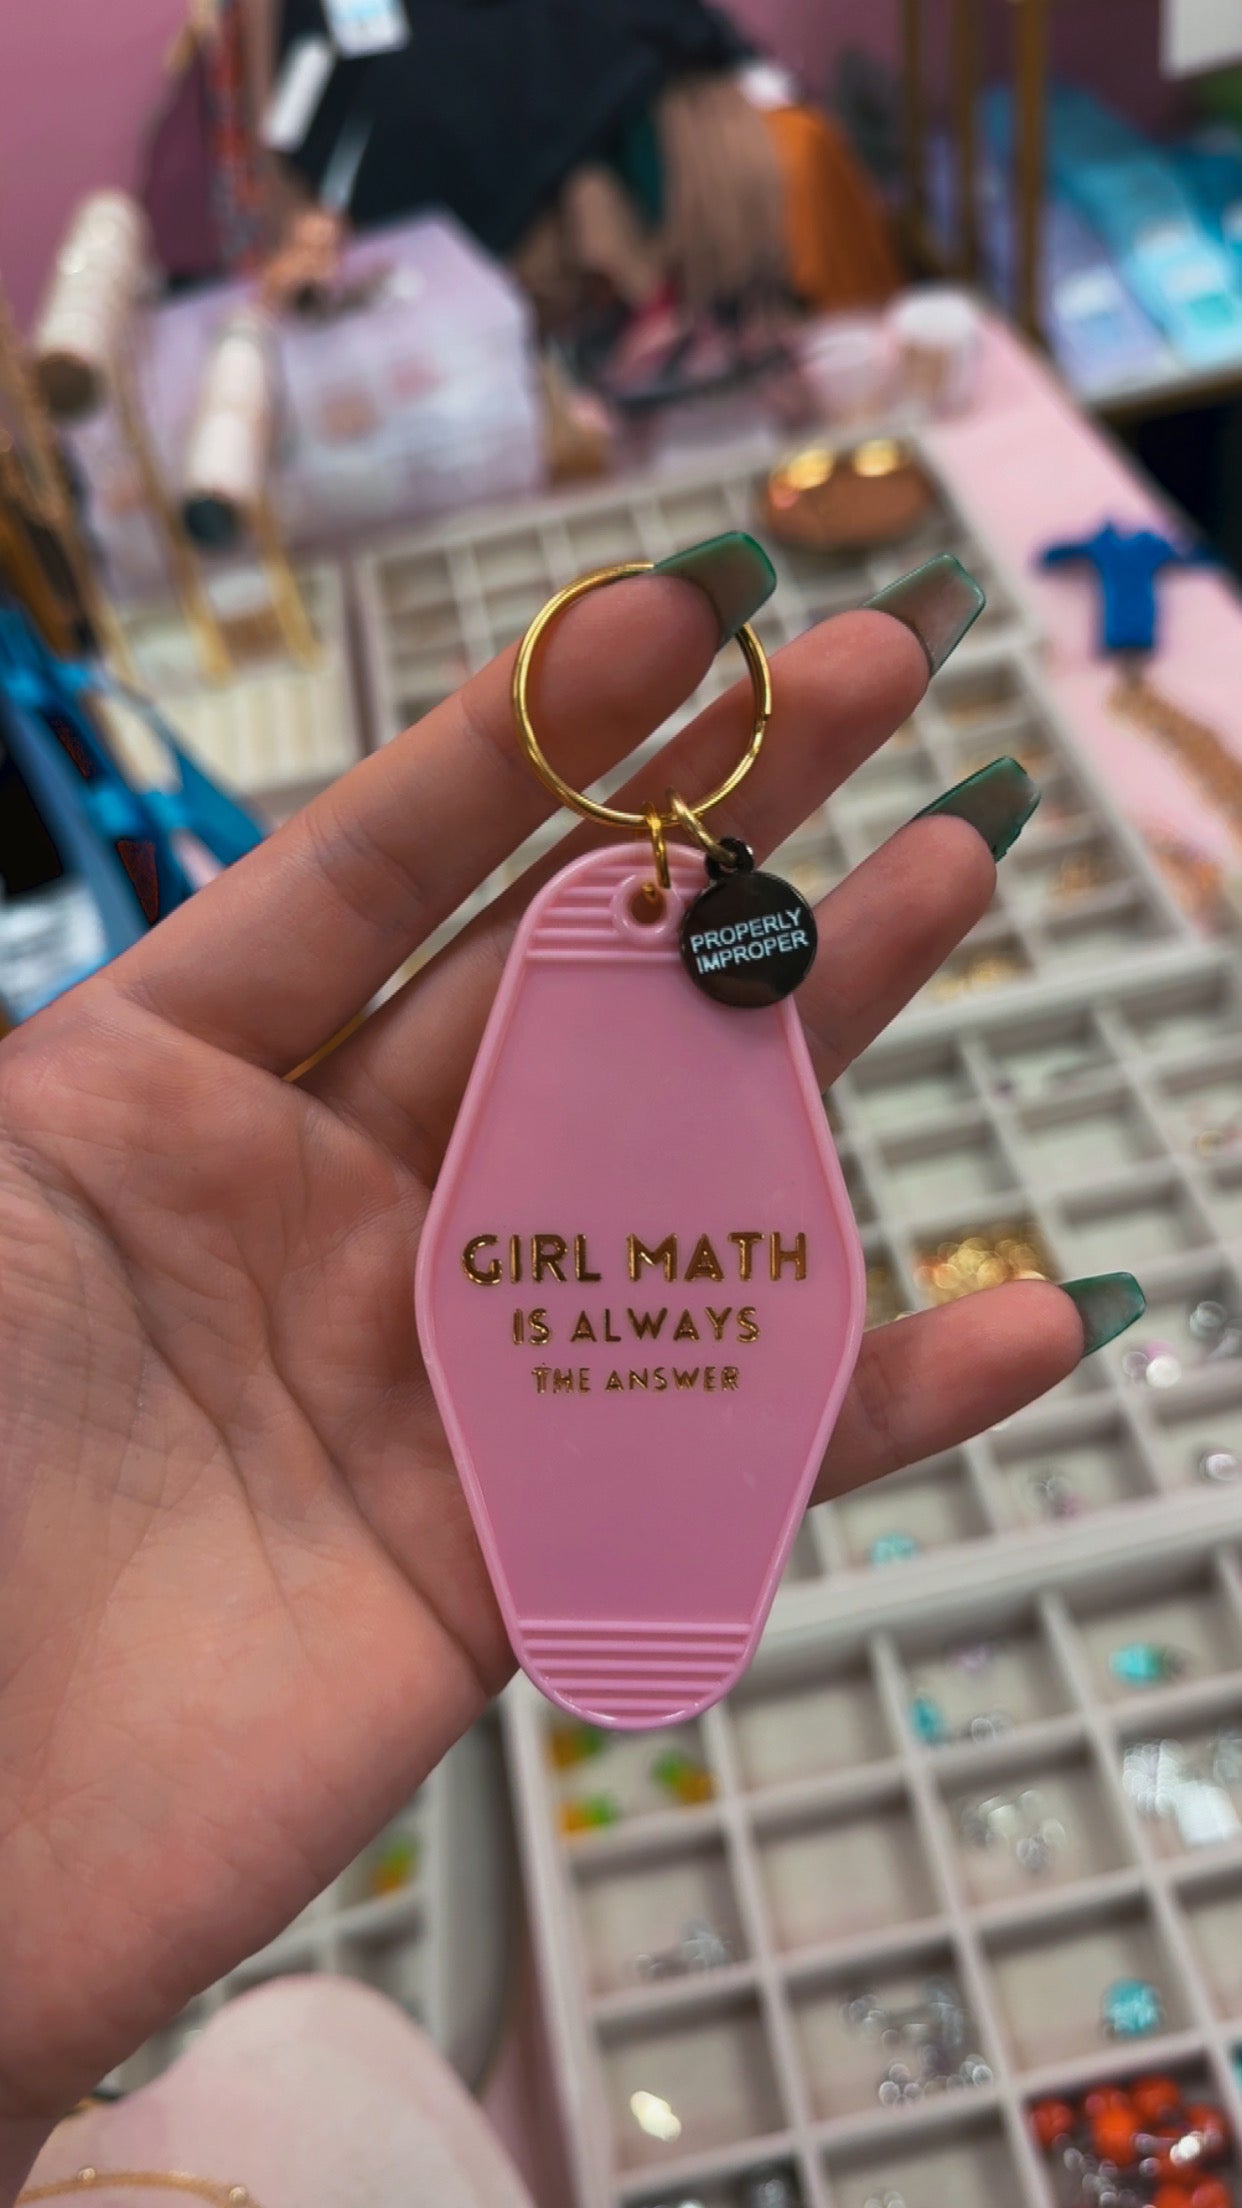 PROPERLY
IMPROPER
GIRL MATH
IS ALWAYS
THE ANSWER